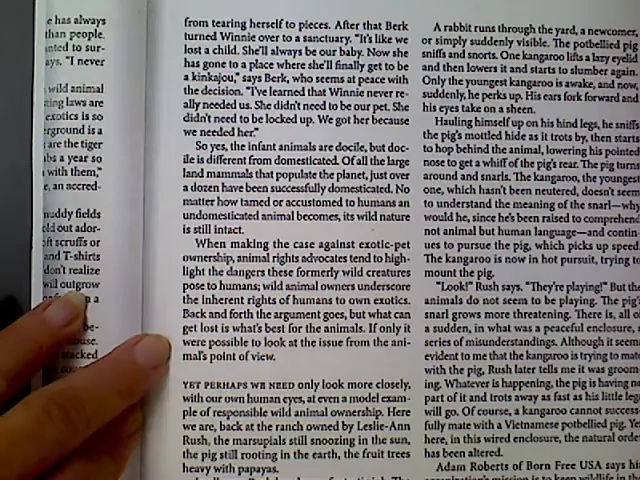 e has always
than people.
nted to sur-
ays. "I never
wild animal
ting laws are
exotics is so
erground is a
are the tiger
bs a year so
with them,"
e, an accred-
muddy fields
old out ador-
ft scruffs or
and T-shirts
don't realize
will outgrow
n a
be-
ouse.
stacked
from tearing herself to pieces. After that Berk
turned Winnie over to a sanctuary. "It's like we
lost a child. She'll always be our baby. Now she
has gone to a place where she'll finally get to be
a kinkajou," says Berk, who seems at peace with
the decision. "I've learned that Winnie never re-
ally needed us. She didn't need to be our pet. She
didn't need to be locked up. We got her because
we needed her."
So yes, the infant animals are docile, but doc-
ile is different from domesticated. Of all the large
land mammals that populate the planet, just over
a dozen have been successfully domesticated. No
matter how tamed or accustomed to humans an
undomesticated animal becomes, its wild nature
is still intact.
When making the case against exotic-pet
ownership, animal rights advocates tend to high-
light the dangers these formerly wild creatures
pose to humans; wild animal owners underscore
the inherent rights of humans to own exotics.
Back and forth the argument goes, but what can
get lost is what's best for the animals. If only it
were possible to look at the issue from the ani-
mal's point of view.
YET PERHAPS WE NEED only look more closely,
with our own human eyes, at even a model exam-
ple of responsible wild animal ownership. Here
we are, back at the ranch owned by Leslie-Ann
Rush, the marsupials still snoozing in the sun,
the pig still rooting in the earth, the fruit trees
heavy with papayas.
A rabbit runs through the yard, a newcomer,
or simply suddenly visible. The potbellied pig
sniffs and snorts. One kangaroo lifts a lazy eyelid
and then lowers it and starts to slumber again.
Only the youngest kangaroo is awake, and now,
suddenly, he perks up. His ears fork forward and
his eyes take on a sheen.
Hauling himself up on his hind legs, he sniffs
the pig's mottled hide as it trots by, then starts
to hop behind the animal, lowering his pointed
nose to get a whiff of the pig's rear. The pig turns
around and snarls. The kangaroo, the youngest
one, which hasn't been neutered, doesn't seem
to understand the meaning of the snarl—why
would he, since he's been raised to comprehend
not animal but human language—and contin-
ues to pursue the pig, which picks up speed.
The kangaroo is now in hot pursuit, trying to
mount the pig.
"Look!" Rush says. "They're playing!" But the
animals do not seem to be playing. The pig's
snarl grows more threatening. There is, all of
a sudden, in what was a peaceful enclosure, a
series of misunderstandings. Although it seems
evident to me that the kangaroo is trying to mate
with the pig, Rush later tells me it was groom-
ing. Whatever is happening, the pig is having no
part of it and trots away as fast as his little legs
will go. Of course, a kangaroo cannot success-
fully mate with a Vietnamese potbellied pig. Yet
here, in this wired enclosure, the natural order
has been altered.
Adam Roberts of Born Free USA says his
organization's mission is to keep wildlife in the